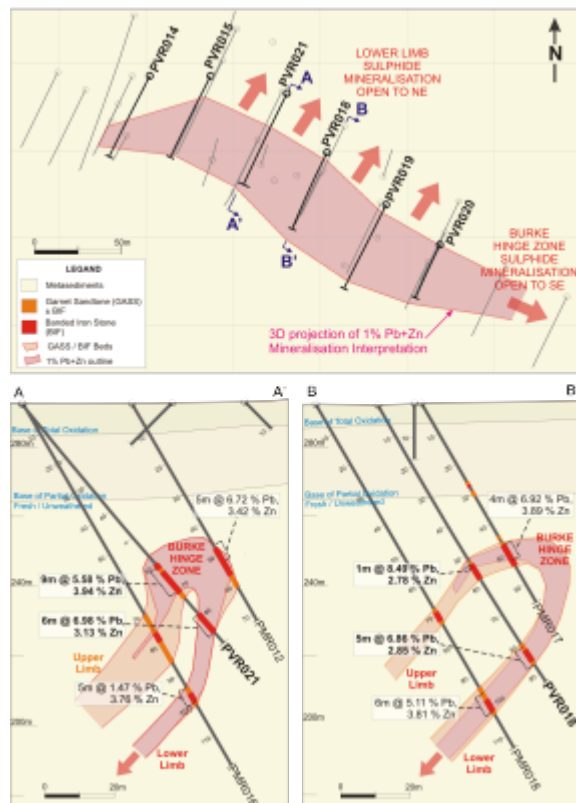 PVR014
PVR015
PVR021
PVR018
PVR019
PVR020
A
B
A'
B'
LOWER LIMB
SULPHIDE
MINERALISATION
OPEN TO NE
N
BURKE
HINGE ZONE
SULPHIDE
MINERALISATION
OPEN TO SE
3D projection of 1% Pb+Zn
Mineralisation Interpretation
0
50m
LEGEND
Metasediments
Garnet Sandstone (GASS)
± BIF
Banded Iron Stone
(BIF)
GASS / BIF Beds
1% Pb+Zn outline
A
A'
Base of Total Oxidation
280m
Base of Partial Oxidation
Fresh / Unweathered
5m @ 6.72 % Pb,
3.42 % Zn
BURKE
HINGE
ZONE
240m
9m @ 5.58 % Pb,
3.94 % Zn
6m @ 6.98 % Pb,
3.13 % Zn
PMR012
PVR021
Upper
Limb
5m @ 1.47 % Pb,
3.76 % Zn
200m
Lower
Limb
0
20m
B
B
Base of Total Oxidation
280m
Base of Partial Oxidation
Fresh / Unweathered
4m @ 6.92 % Pb,
3.89 % Zn
BURKE
HINGE
ZONE
240m
1m @ 8.49 % Pb,
2.78 % Zn
PMR017
5m @ 6.86 % Pb,
2.85 % Zn
Upper
Limb
PVR018
6m @ 5.11 % Pb,
3.81 % Zn
200m
Lower
Limb
0
20m